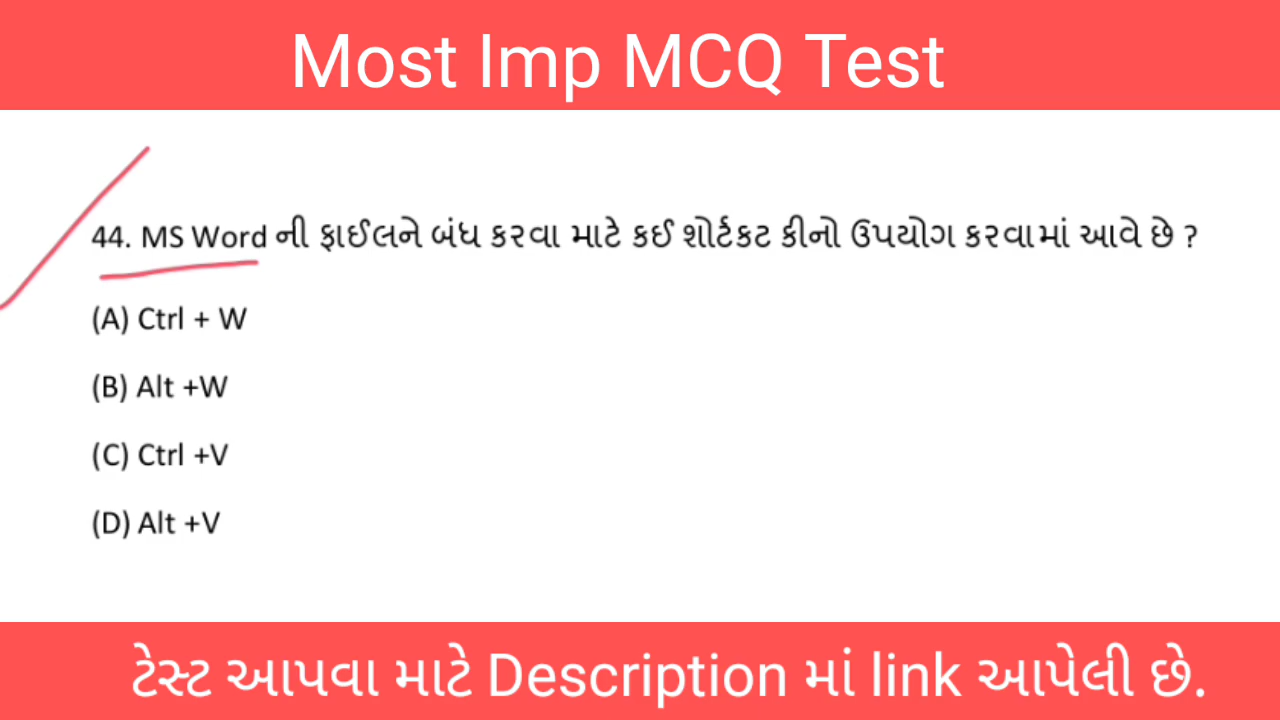 Most Imp MCQ Test
44. MS Word ની ફાઈલને બંધ કરવા માટે કઈ શોર્ટકટ કીનો ઉપયોગ કરવામાં આવે છે ?
(A) Ctrl + W
(B) Alt +W
(C) Ctrl +V
(D) Alt +V
ટેસ્ટ આપવા માટે Description માં link આપેલી છે.